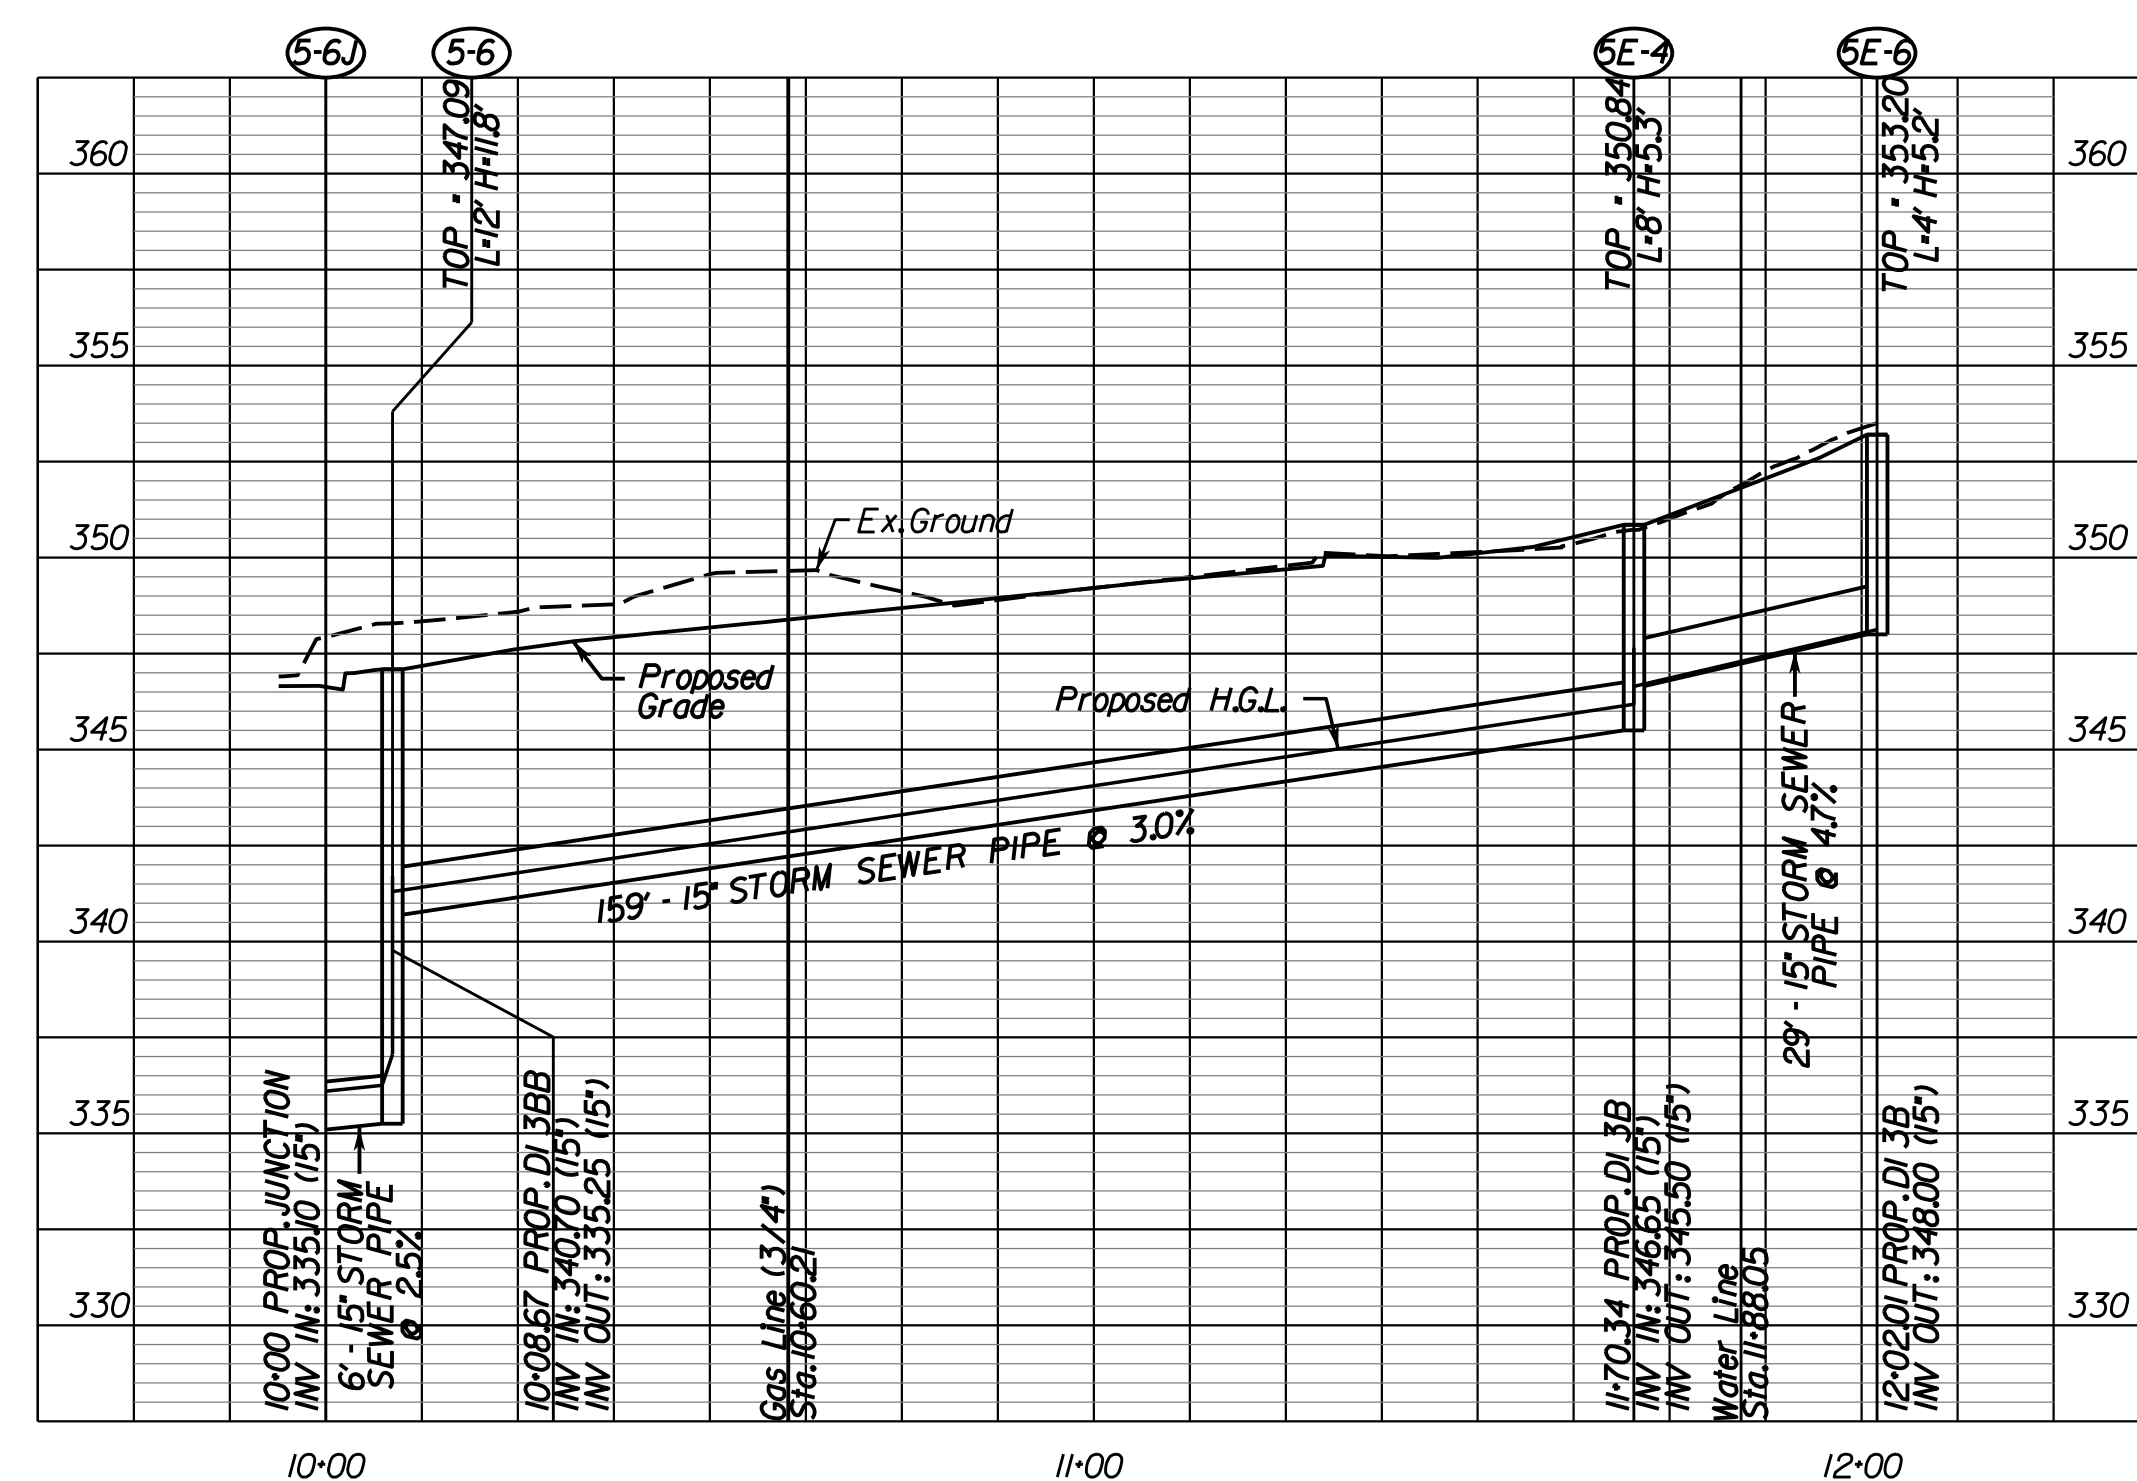 5-6J
5-6
5E-4
5E-6
TOP = 347.09
L=12' H=11.8'
TOP = 350.84
L=8' H=5.3'
TOP = 353.20
L=4' H=5.2'
360
360
355
355
350
350
345
345
340
340
335
335
330
330
Ex. Ground
Proposed
Grade
Proposed H.G.L.
159' - 15" STORM SEWER PIPE @ 3.0%
29' - 15" STORM SEWER
PIPE @ 4.7%
10+00 PROP. JUNCTION
INV IN: 335.10 (15")
6' - 15" STORM
SEWER PIPE
@ 2.5%
10+08.67 PROP. DI 3BB
INV IN: 340.70 (15")
INV OUT: 335.25 (15")
Gas Line (3/4")
Sta. 10+60.21
11+70.34 PROP. DI 3B
INV IN: 346.65 (15")
INV OUT: 345.50 (15")
Water Line
Sta. 11+88.05
12+02.01 PROP. DI 3B
INV OUT: 348.00 (15")
10+00
11+00
12+00